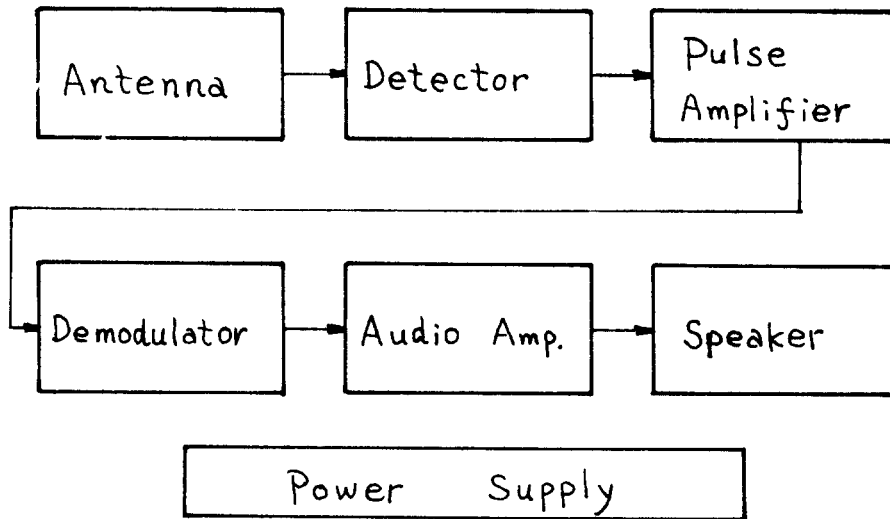 Antenna
Detector
Pulse
Amplifier
Demodulator
Audio Amp.
Speaker
Power Supply